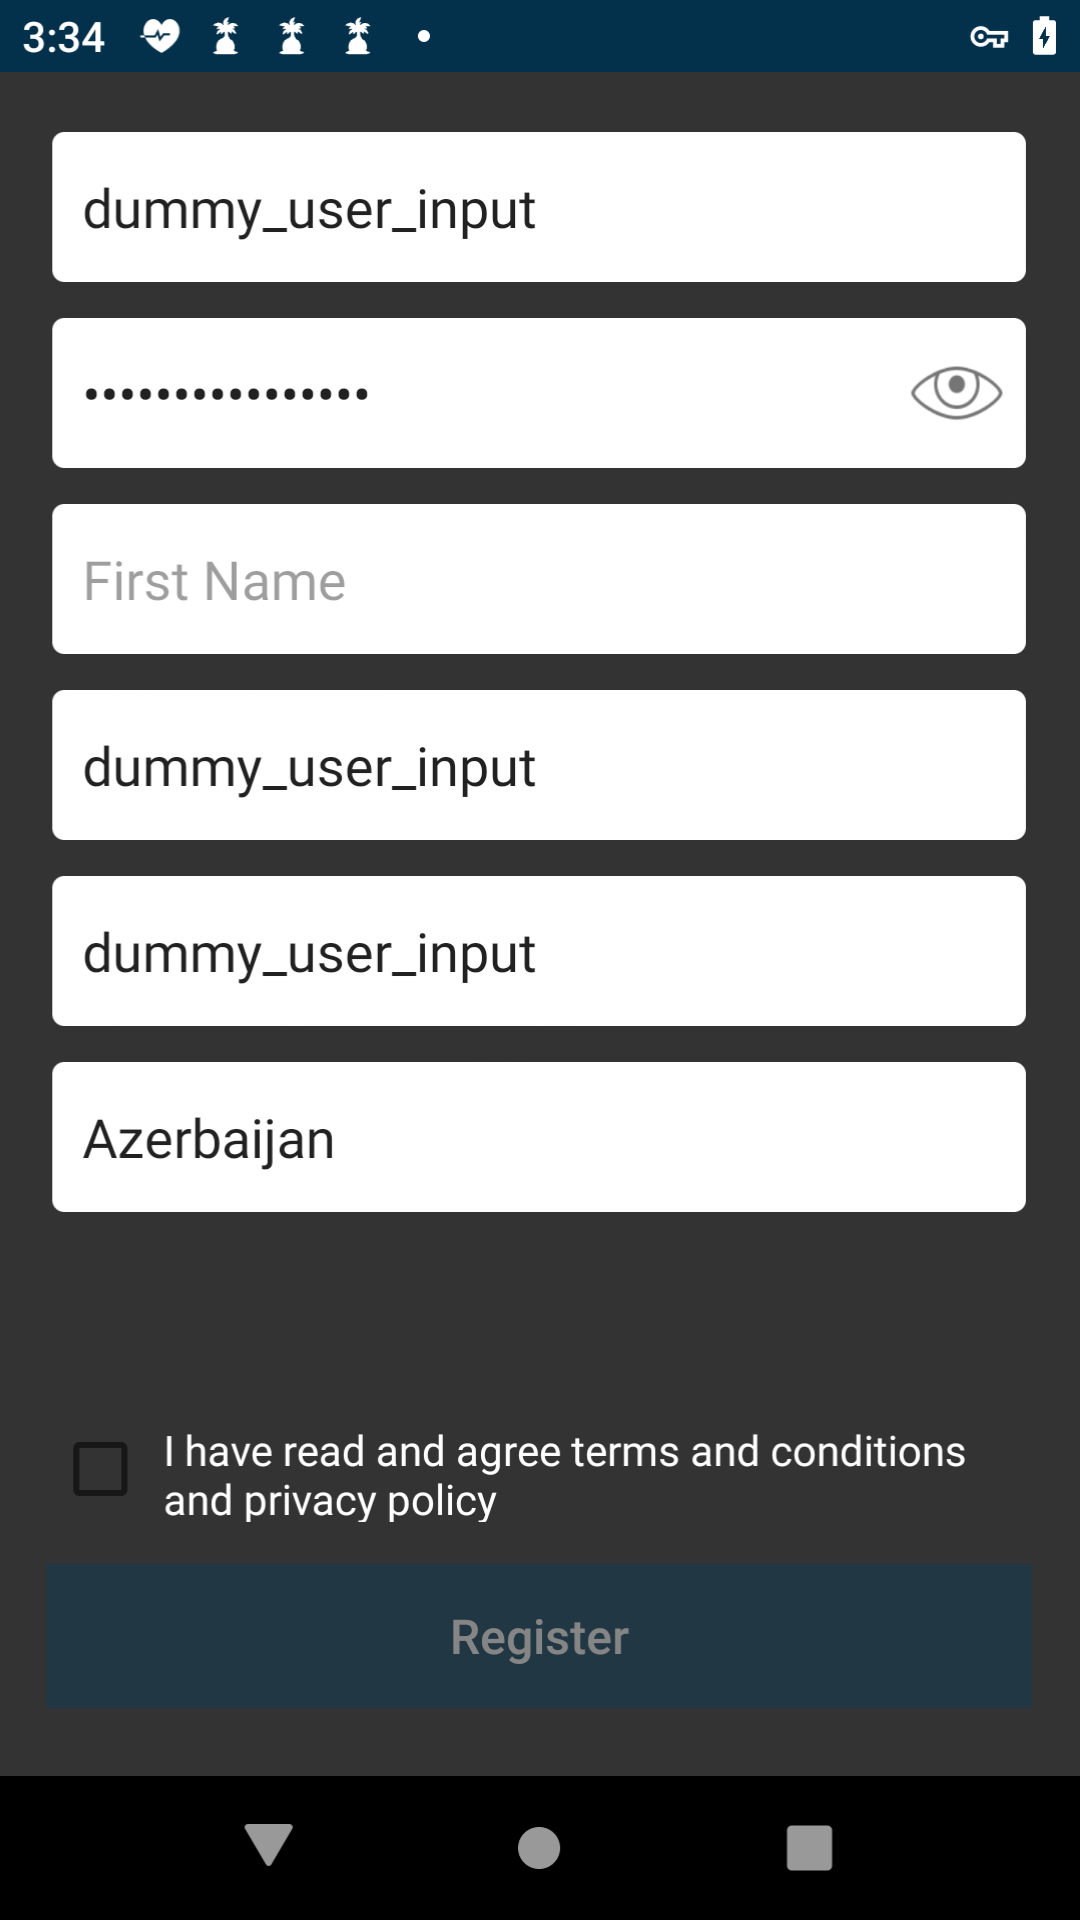 3:34
dummy_user_input
••••••••••••••••
First Name
dummy_user_input
dummy_user_input
Azerbaijan
I have read and agree terms and conditions
and privacy policy
Register